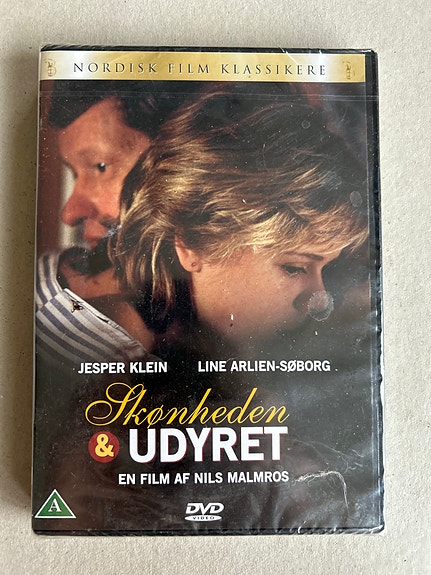 NORDISK FILM KLASSIKERE
JESPER KLEIN LINE ARLIEN-SØBORG
Skønheden
& UDYRET
EN FILM AF NILS MALMROS
A
DVD
VIDEO